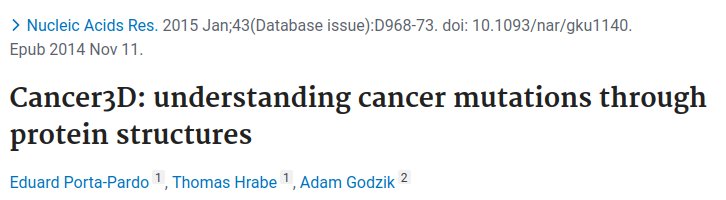 Nucleic Acids Res. 2015 Jan;43(Database issue):D968-73. doi: 10.1093/nar/gku1140.
Epub 2014 Nov 11.
Cancer3D: understanding cancer mutations through
protein structures
Eduard Porta-Pardo 1, Thomas Hrabe 1, Adam Godzik 2